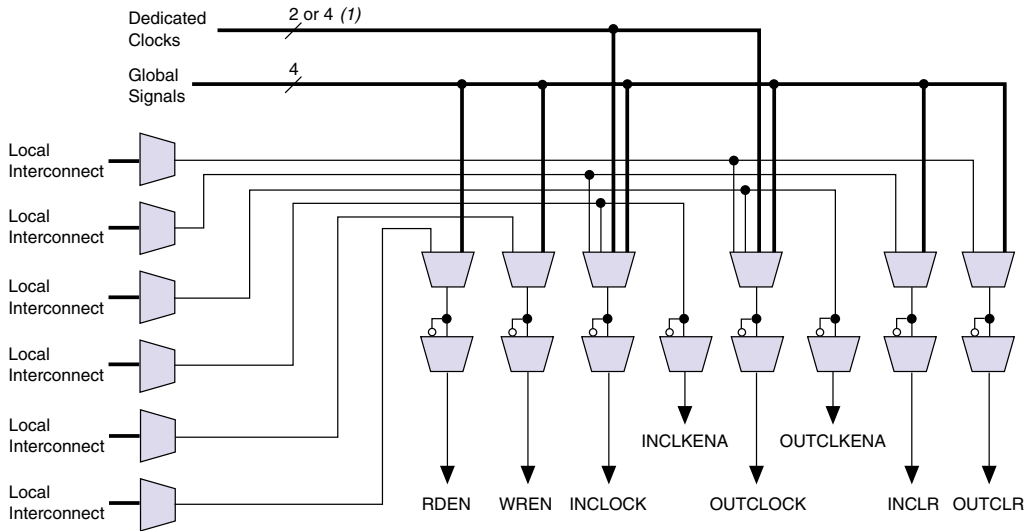 Dedicated
Clocks
2 or 4 (1)
Global
Signals
4
Local
Interconnect
Local
Interconnect
Local
Interconnect
Local
Interconnect
Local
Interconnect
Local
Interconnect
INCLKENA
OUTCLKENA
RDEN
WREN
INCLOCK
OUTCLOCK
INCLR
OUTCLR